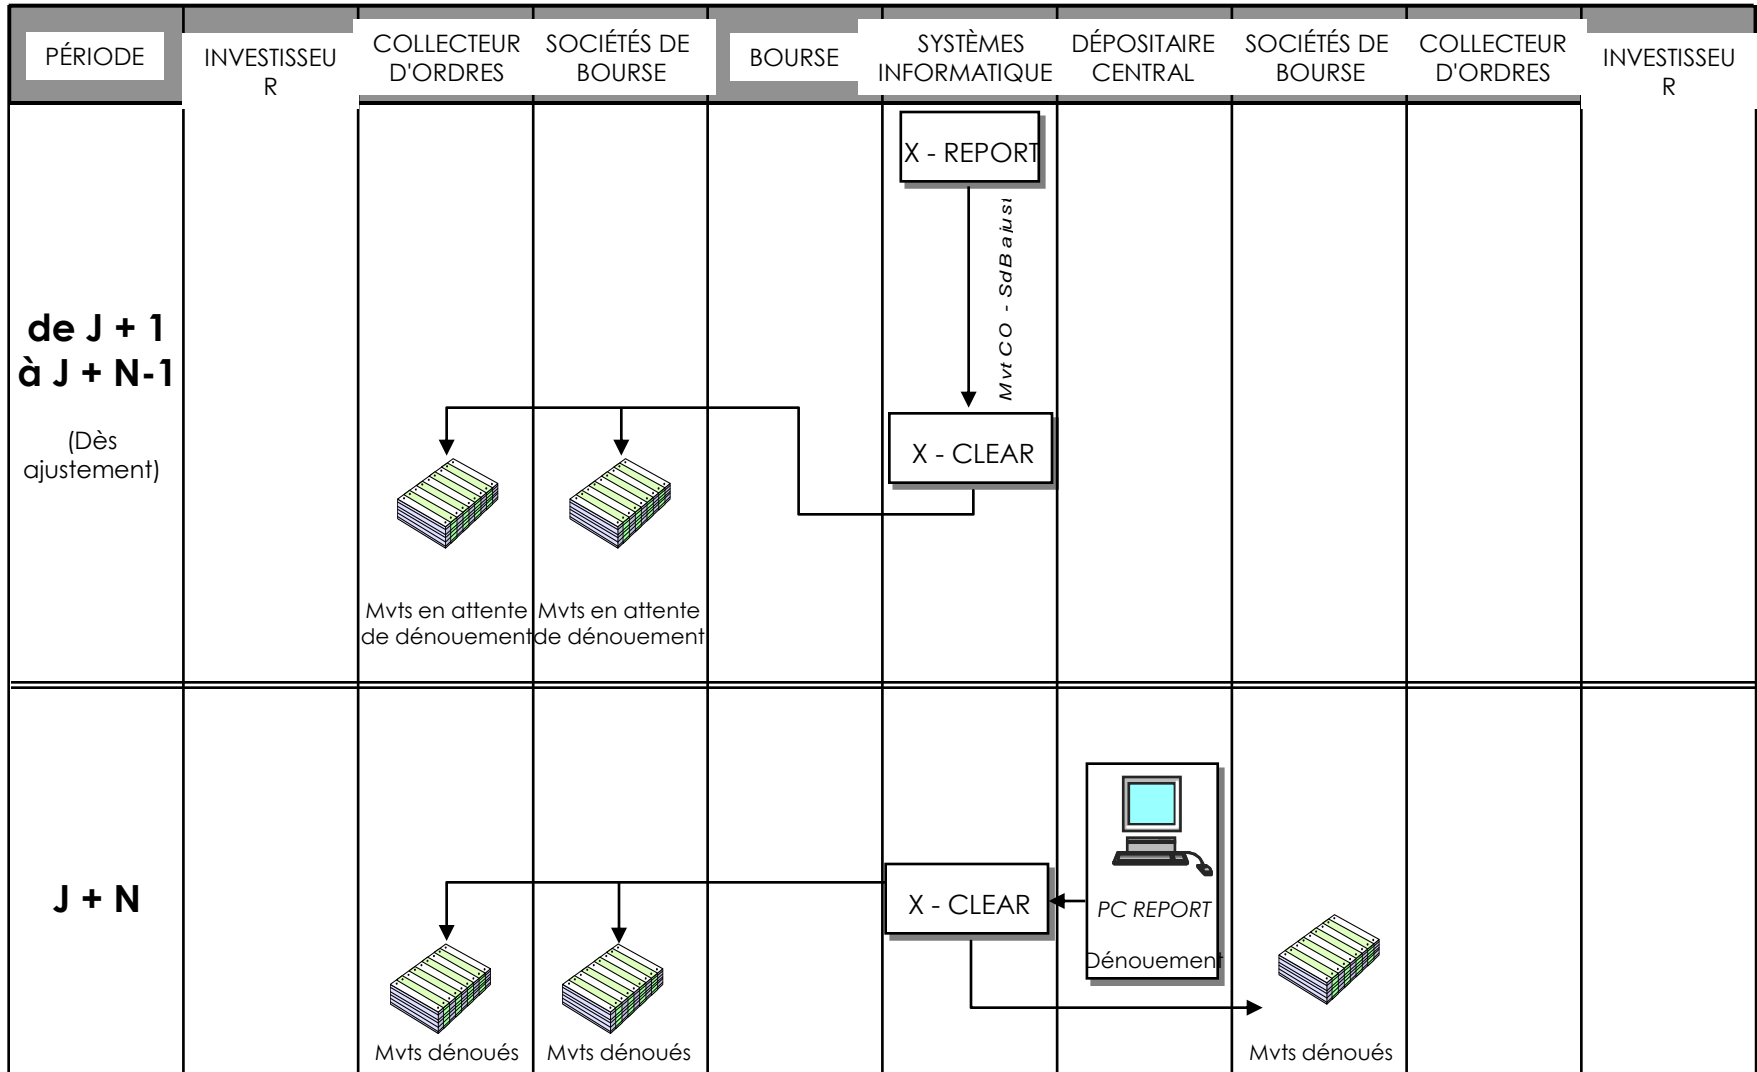 PÉRIODE
INVESTISSEU
R
COLLECTEUR
D'ORDRES
SOCIÉTÉS DE
BOURSE
BOURSE
SYSTÈMES
INFORMATIQUE
DÉPOSITAIRE
CENTRAL
SOCIÉTÉS DE
BOURSE
COLLECTEUR
D'ORDRES
INVESTISSEU
R
de J + 1
à J + N-1
(Dès
ajustement)
X - REPORT
Mvt CO - SdB ajust
X - CLEAR
Mvts en attente
de dénouement
Mvts en attente
de dénouement
J + N
X - CLEAR
PC REPORT
Dénouement
Mvts dénoués
Mvts dénoués
Mvts dénoués